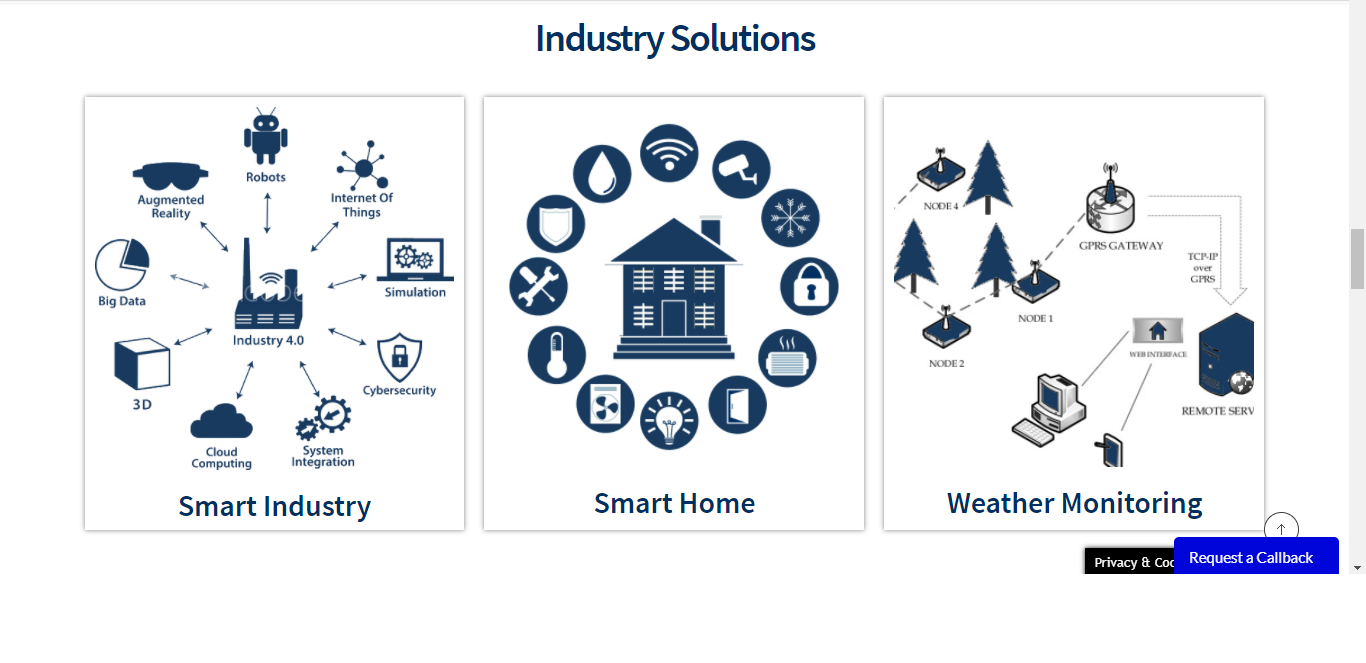 Industry Solutions
Robots
Augmented
Reality
Internet Of
Things
Big Data
Simulation
Industry 4.0
3D
Cybersecurity
Cloud
Computing
System
Integration
Smart Industry
Smart Home
NODE 4
GPRS GATEWAY
TCP-IP
over
GPRS
NODE 1
NODE 2
WEB INTERFACE
REMOTE SERV
Weather Monitoring
Privacy & Coo
Request a Callback